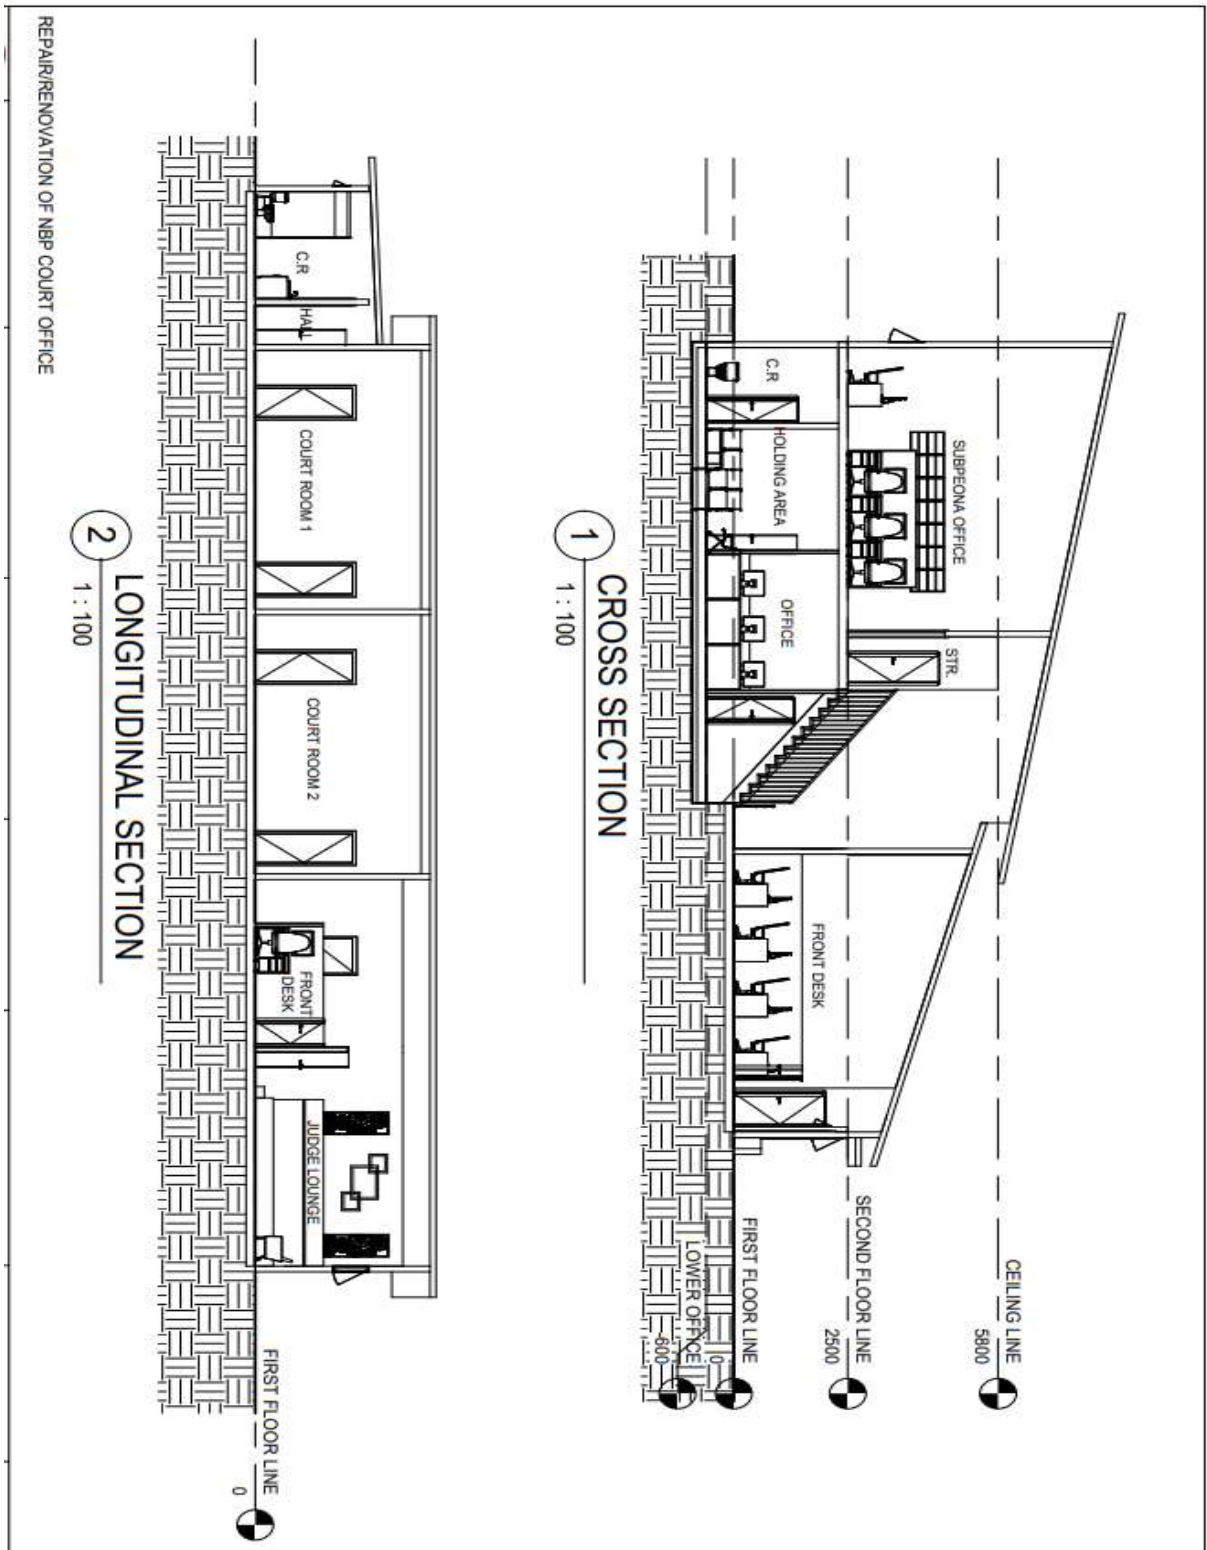 SUBPEONA OFFICE
STR.
C.R
HOLDING AREA
OFFICE
FRONT DESK
CEILING LINE
5800
SECOND FLOOR LINE
2500
FIRST FLOOR LINE
0
LOWER OFFICE
-600
1
CROSS SECTION
1 : 100
C.R
HALL
COURT ROOM 1
COURT ROOM 2
FRONT
DESK
JUDGE LOUNGE
FIRST FLOOR LINE
0
2
LONGITUDINAL SECTION
1 : 100
REPAIR/RENOVATION OF NBP COURT OFFICE